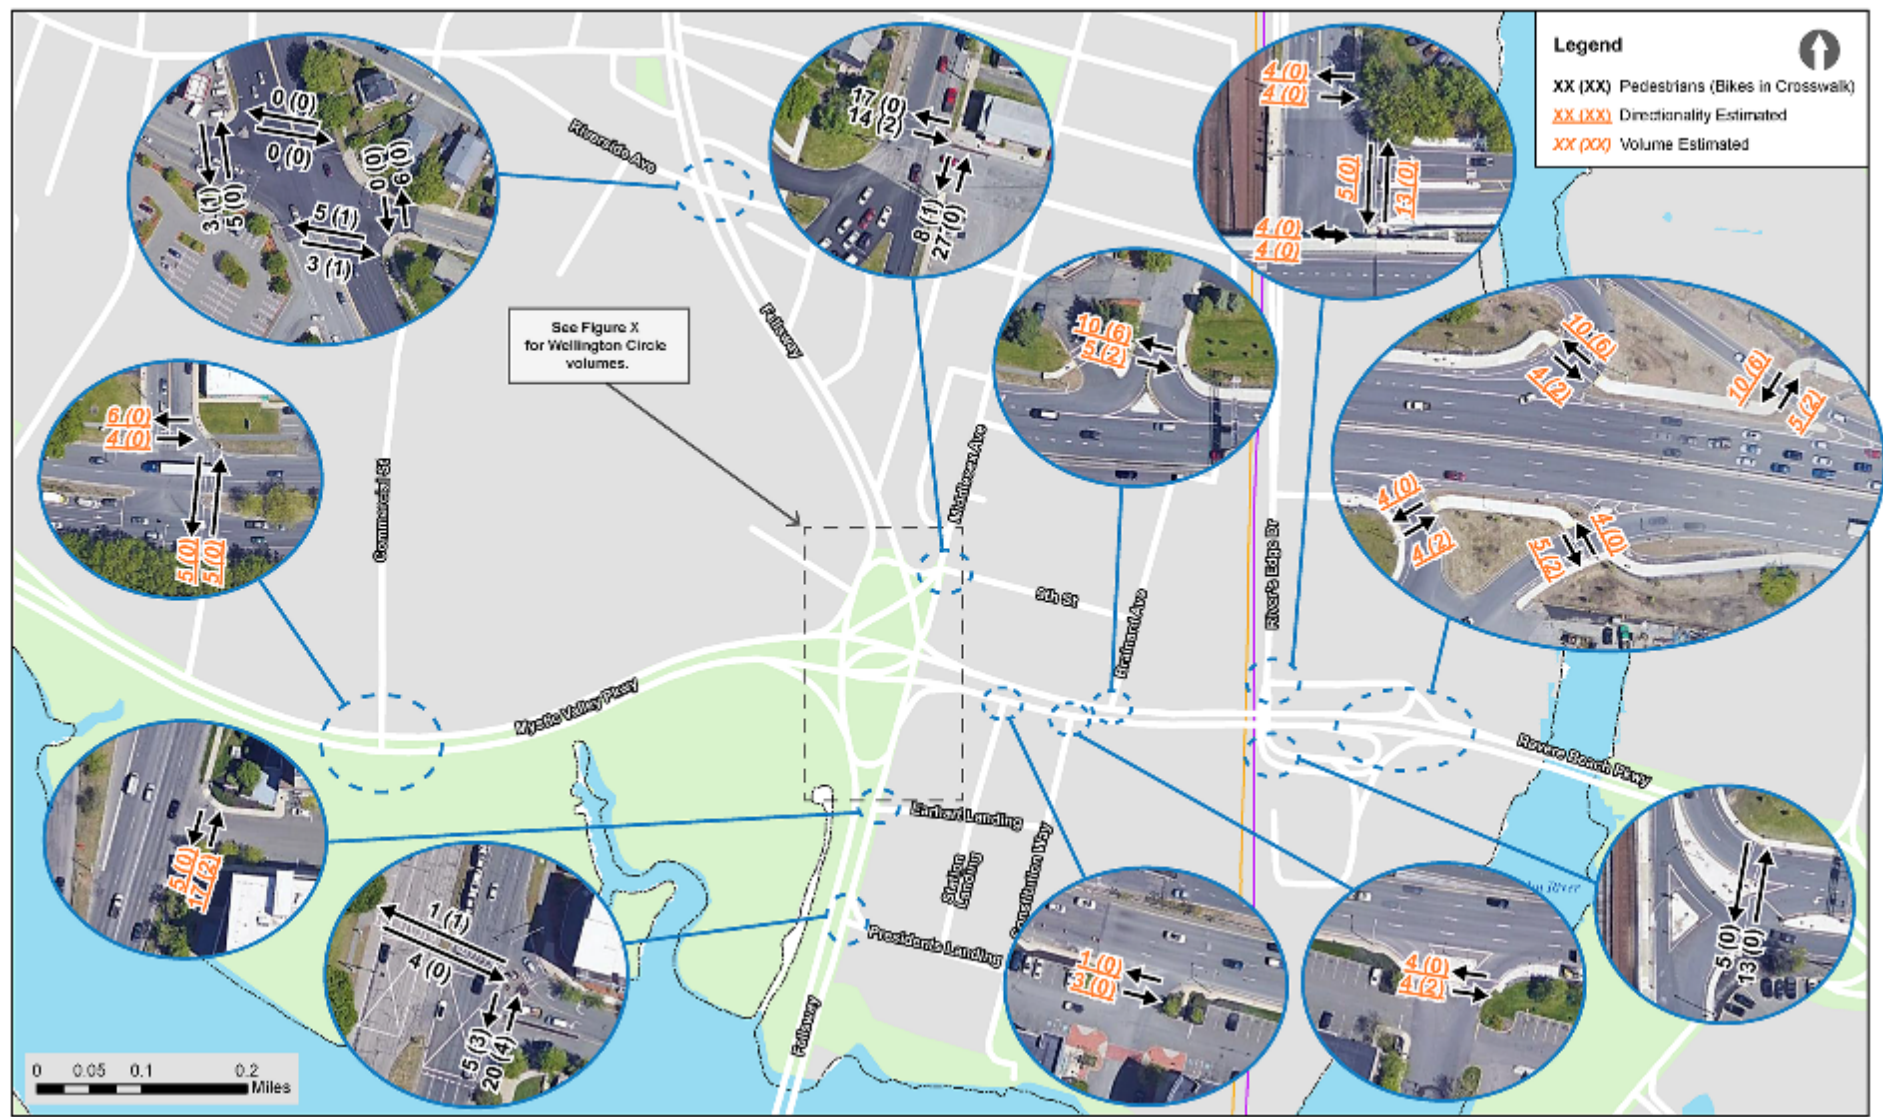 Legend
XX (XX) Pedestrians (Bikes in Crosswalk)
XX (XX) Directionality Estimated
XX (XX) Volume Estimated
0 (0)
0 (0)
3 (1)
5 (0)
0 (0)
6 (0)
5 (1)
3 (1)
17 (0)
14 (2)
8 (1)
27 (0)
4 (0)
4 (0)
5 (0)
13 (0)
4 (0)
4 (0)
10 (6)
5 (2)
10 (6)
4 (2)
10 (6)
5 (2)
4 (0)
4 (2)
5 (2)
4 (0)
6 (0)
4 (0)
5 (0)
5 (0)
See Figure X
for Wellington Circle
volumes.
Riverside Ave
Fellsway
Commercial St
Middlesex Ave
9th St
Brainard Ave
River's Edge Dr
Mystic Valley Pkwy
Revere Beach Pkwy
Earhart Landing
Constitution Way
Presidents Landing
Fellsway
River
5 (0)
17 (2)
1 (1)
4 (0)
5 (3)
20 (4)
1 (0)
3 (0)
4 (0)
4 (2)
5 (0)
13 (0)
0 0.05 0.1 0.2
Miles